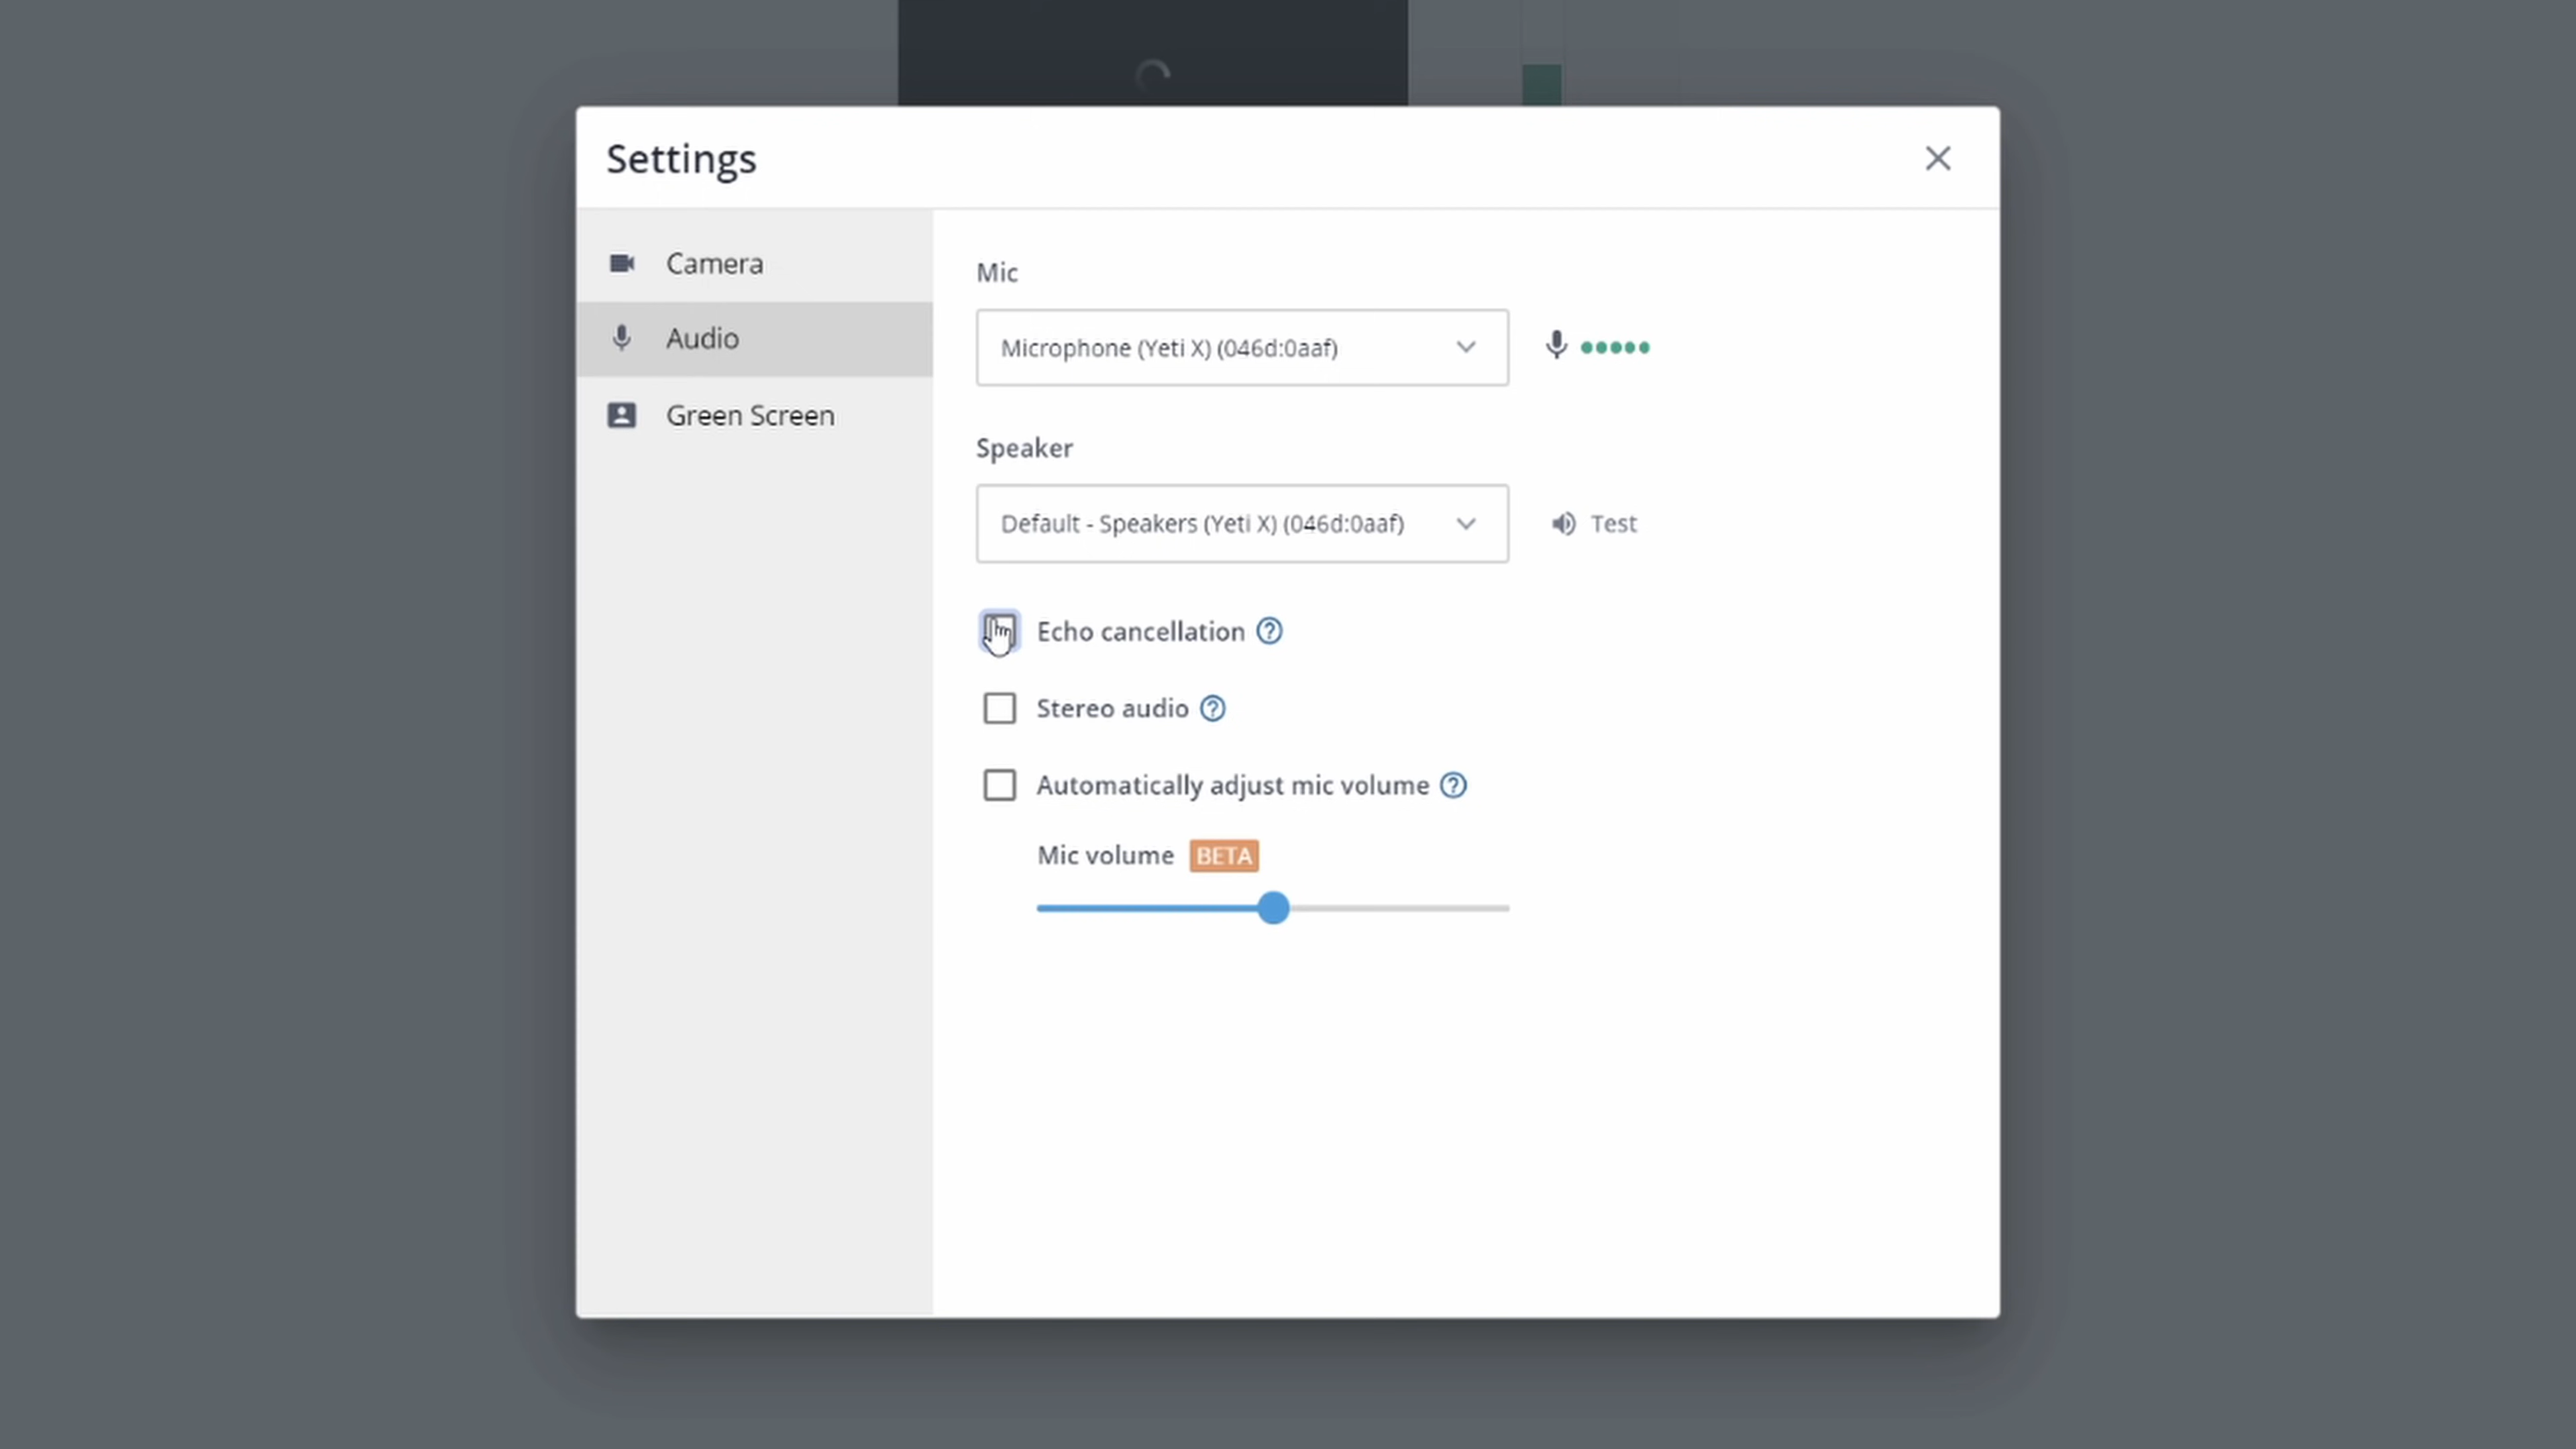 Settings
Camera
Audio
Green Screen
Mic
Microphone (Yeti X) (046d:0aaf)
Speaker
Default - Speakers (Yeti X) (046d:0aaf)
Test
Echo cancellation
Stereo audio
Automatically adjust mic volume
Mic volume BETA